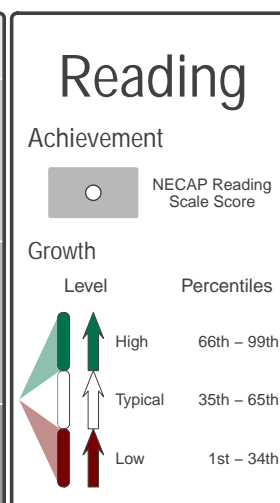 Reading
Achievement
NECAP Reading
Scale Score
Growth
Level Percentiles
High 66th – 99th
Typical 35th – 65th
Low 1st – 34th